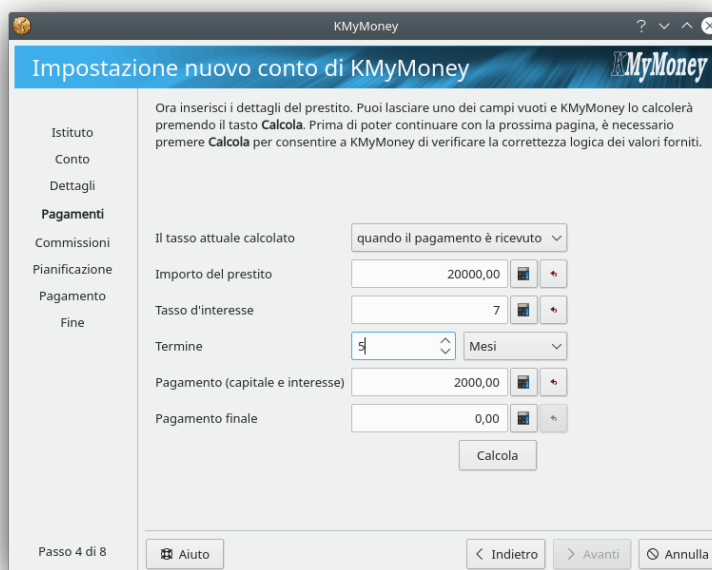 KMyMoney
Impostazione nuovo conto di KMyMoney
KMyMoney
Ora inserisci i dettagli del prestito. Puoi lasciare uno dei campi vuoti e KMyMoney lo calcolerà
premendo il tasto Calcola. Prima di poter continuare con la prossima pagina, è necessario
premere Calcola per consentire a KMyMoney di verificare la correttezza logica dei valori forniti.
Istituto
Conto
Dettagli
Pagamenti
Commissioni
Pianificazione
Pagamento
Fine
Il tasso attuale calcolato quando il pagamento è ricevuto
Importo del prestito 20000,00
Tasso d'interesse 7
Termine 5 Mesi
Pagamento (capitale e interesse) 2000,00
Pagamento finale 0,00
Calcola
Passo 4 di 8 Aiuto Indietro Avanti Annulla